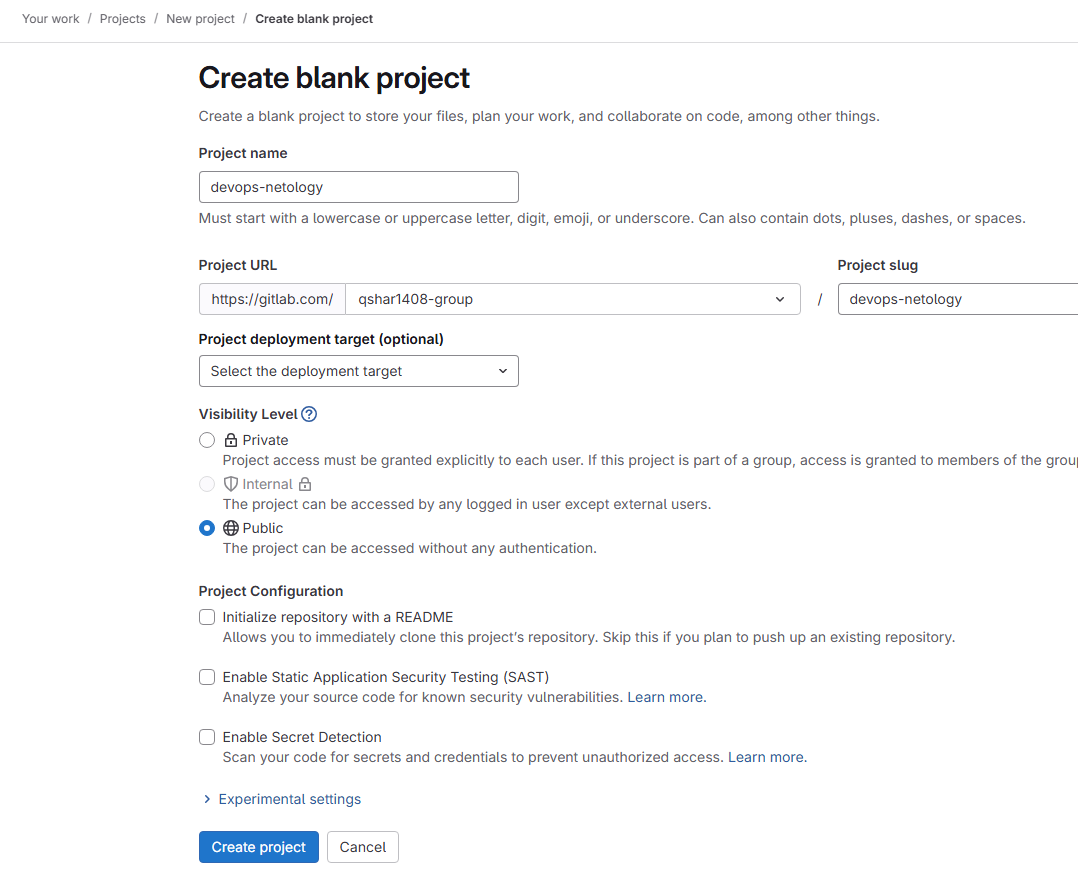 Your work / Projects / New project / Create blank project
Create blank project
Create a blank project to store your files, plan your work, and collaborate on code, among other things.
Project name
devops-netology
Must start with a lowercase or uppercase letter, digit, emoji, or underscore. Can also contain dots, pluses, dashes, or spaces.
Project URL
Project slug
https://gitlab.com/ qshar1408-group / devops-netology
Project deployment target (optional)
Select the deployment target
Visibility Level
Private
Project access must be granted explicitly to each user. If this project is part of a group, access is granted to members of the
Internal
The project can be accessed by any logged in user except external users.
Public
The project can be accessed without any authentication.
Project Configuration
Initialize repository with a README
Allows you to immediately clone this project's repository. Skip this if you plan to push up an existing repository.
Enable Static Application Security Testing (SAST)
Analyze your source code for known security vulnerabilities. Learn more.
Enable Secret Detection
Scan your code for secrets and credentials to prevent unauthorized access. Learn more.
Experimental settings
Create project
Cancel